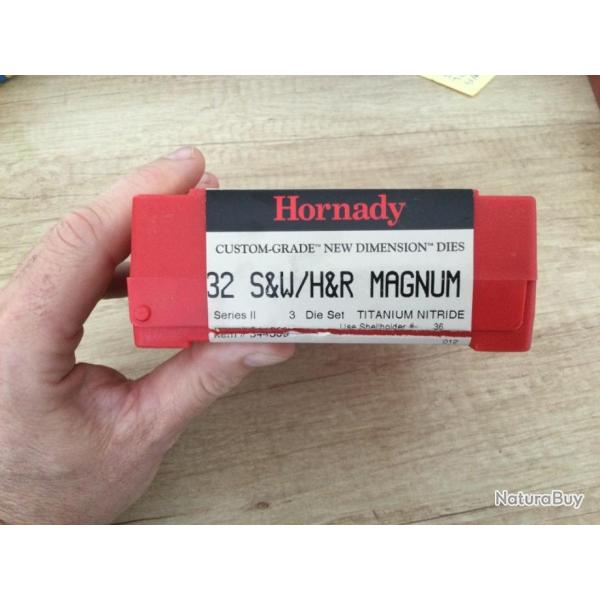 Hornady
CUSTOM-GRADE™ NEW DIMENSION™ DIES
32 S&W/H&R MAGNUM
Series II 3 Die Set TITANIUM NITRIDE
Use Shellholder #- 36
012
NaturaBuy